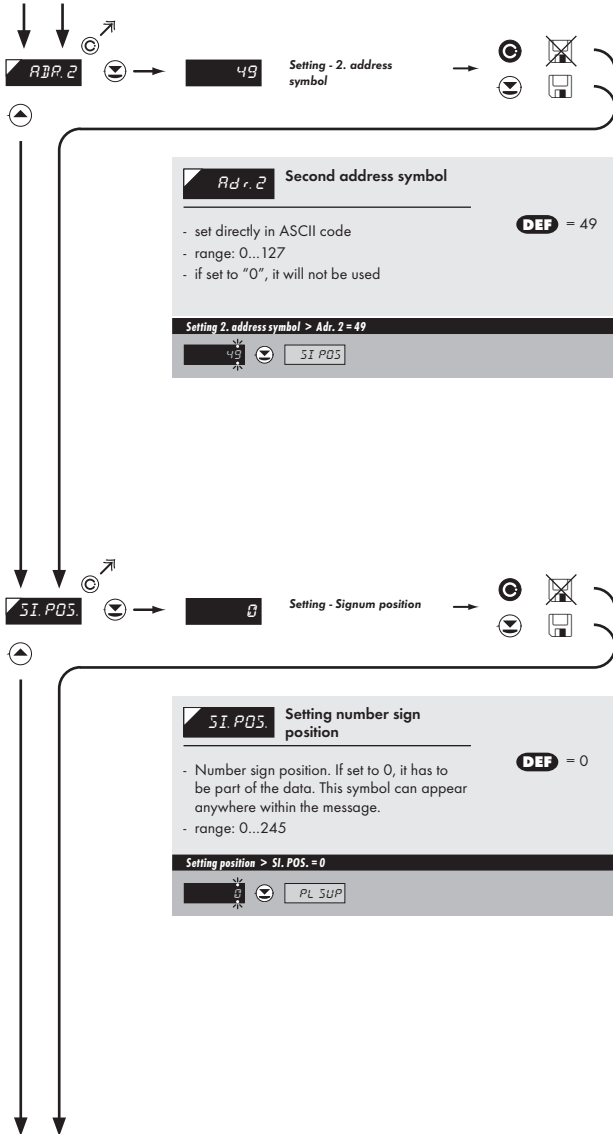 ADR. 2
49
Setting - 2. address
symbol
Adr. 2
Second address symbol
- set directly in ASCII code
- range: 0...127
- if set to “0”, it will not be used
DEF = 49
Setting 2. address symbol > Adr. 2 = 49
49
SI POS
SI. POS.
0
Setting - Signum position
SI. POS.
Setting number sign
position
- Number sign position. If set to 0, it has to
be part of the data. This symbol can appear
anywhere within the message.
- range: 0...245
DEF = 0
Setting position > SI. POS. = 0
0
PL SUP